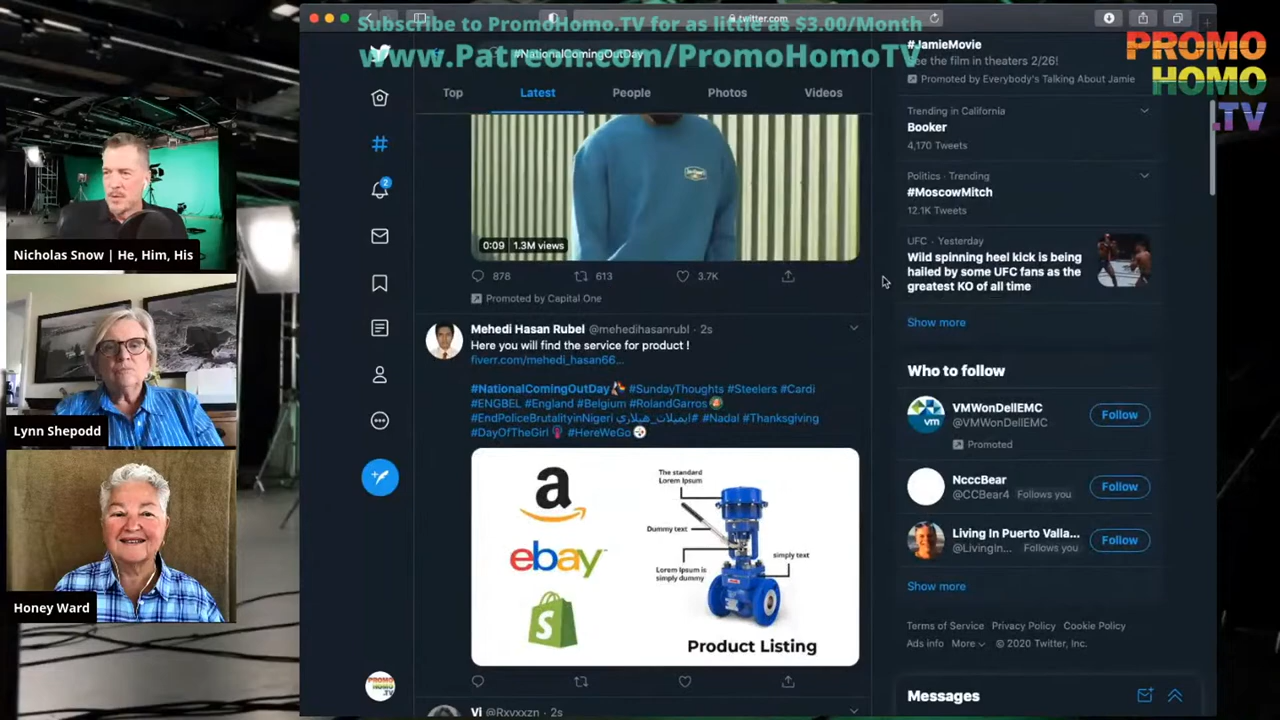 Subscribe to PromoHomo.TV for as little as $3.00/Month
www.Patreon.com/PromoHomoTV
PROMO
HOMO
.TV
twitter.com
#NationalComingOutDay
Top
Latest
People
Photos
Videos
2
0:09
1.3M views
878
613
3.7K
Promoted by Capital One
Mehedi Hasan Rubel @mehedihasanrubl · 2s
Here you will find the service for product !
fiverr.com/mehedi_hasan66...
#NationalComingOutDay #SundayThoughts #Steelers #Cardi
#ENGBEL #England #Belgium #RolandGarros
#EndPoliceBrutalityinNigeri #ايميلات_هيلاري #Nadal #Thanksgiving
#DayOfTheGirl #HereWeGo
a
ebay
S
The standard
Lorem Ipsum
Dummy text
Lorem Ipsum is
simply dummy
simply text
Product Listing
Vi @Rxvxxzn · 2s
#JamieMovie
See the film in theaters 2/26!
Promoted by Everybody's Talking About Jamie
Trending in California
Booker
4,170 Tweets
Politics · Trending
#MoscowMitch
12.1K Tweets
UFC · Yesterday
Wild spinning heel kick is being
hailed by some UFC fans as the
greatest KO of all time
Show more
Who to follow
vm
VMWonDellEMC
@VMWonDellEMC
Promoted
Follow
NcccBear
@CCBear4 Follows you
Follow
Living In Puerto Valla...
@LivingIn... Follows you
Follow
Show more
Terms of Service Privacy Policy Cookie Policy
Ads info More © 2020 Twitter, Inc.
Messages
Nicholas Snow | He, Him, His
Lynn Shepodd
Honey Ward
PROMO
HOMO
.TV